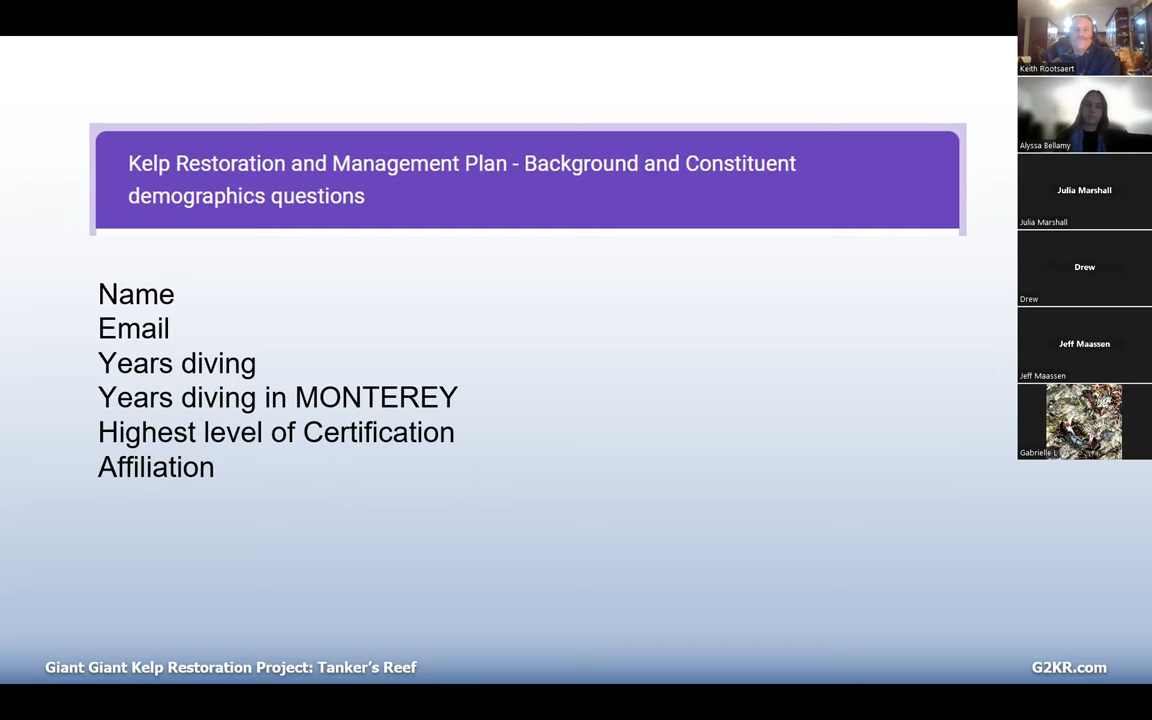 Kelp Restoration and Management Plan - Background and Constituent
demographics questions
Name
Email
Years diving
Years diving in MONTEREY
Highest level of Certification
Affiliation
Giant Giant Kelp Restoration Project: Tanker's Reef
G2KR.com
Keith Rootsaert
Alyssa Bellamy
Julia Marshall
Julia Marshall
Drew
Drew
Jeff Maassen
Jeff Maassen
Gabrielle L